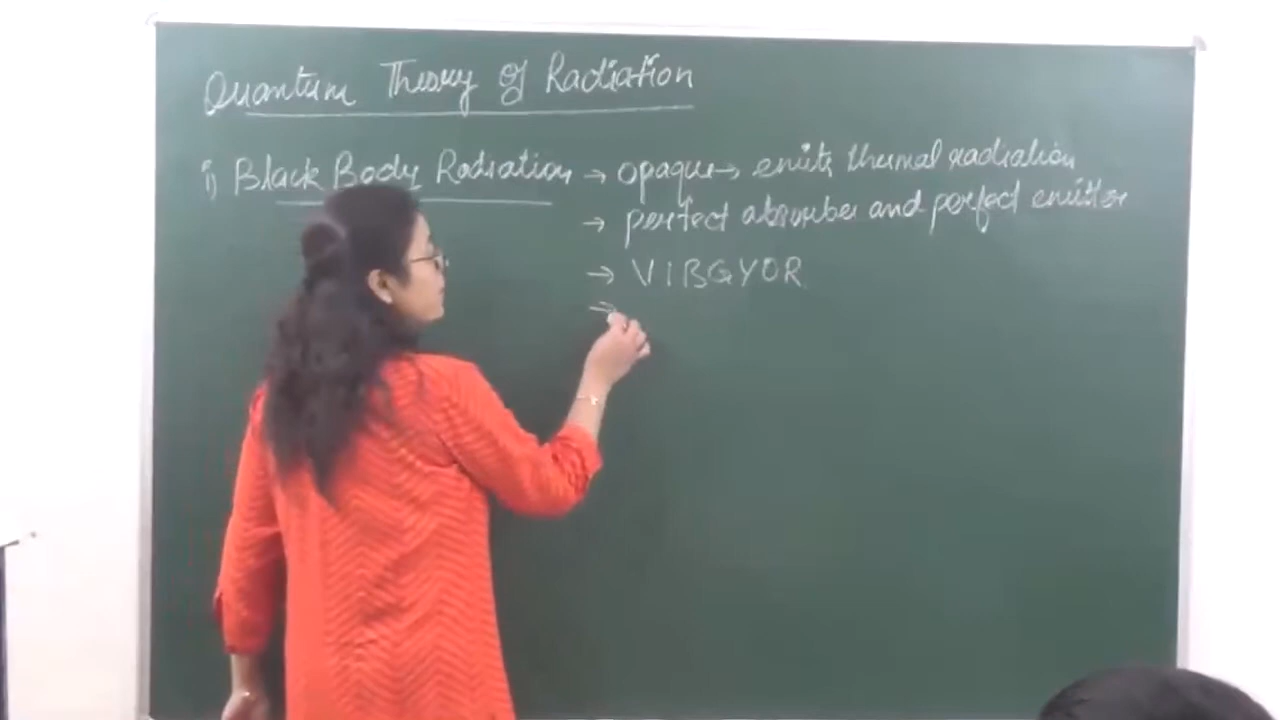 Quantum Theory of Radiation
i) Black Body Radiation → opaque → emits thermal radiation
→ perfect absorber and perfect emitter
→ VIBGYOR
→